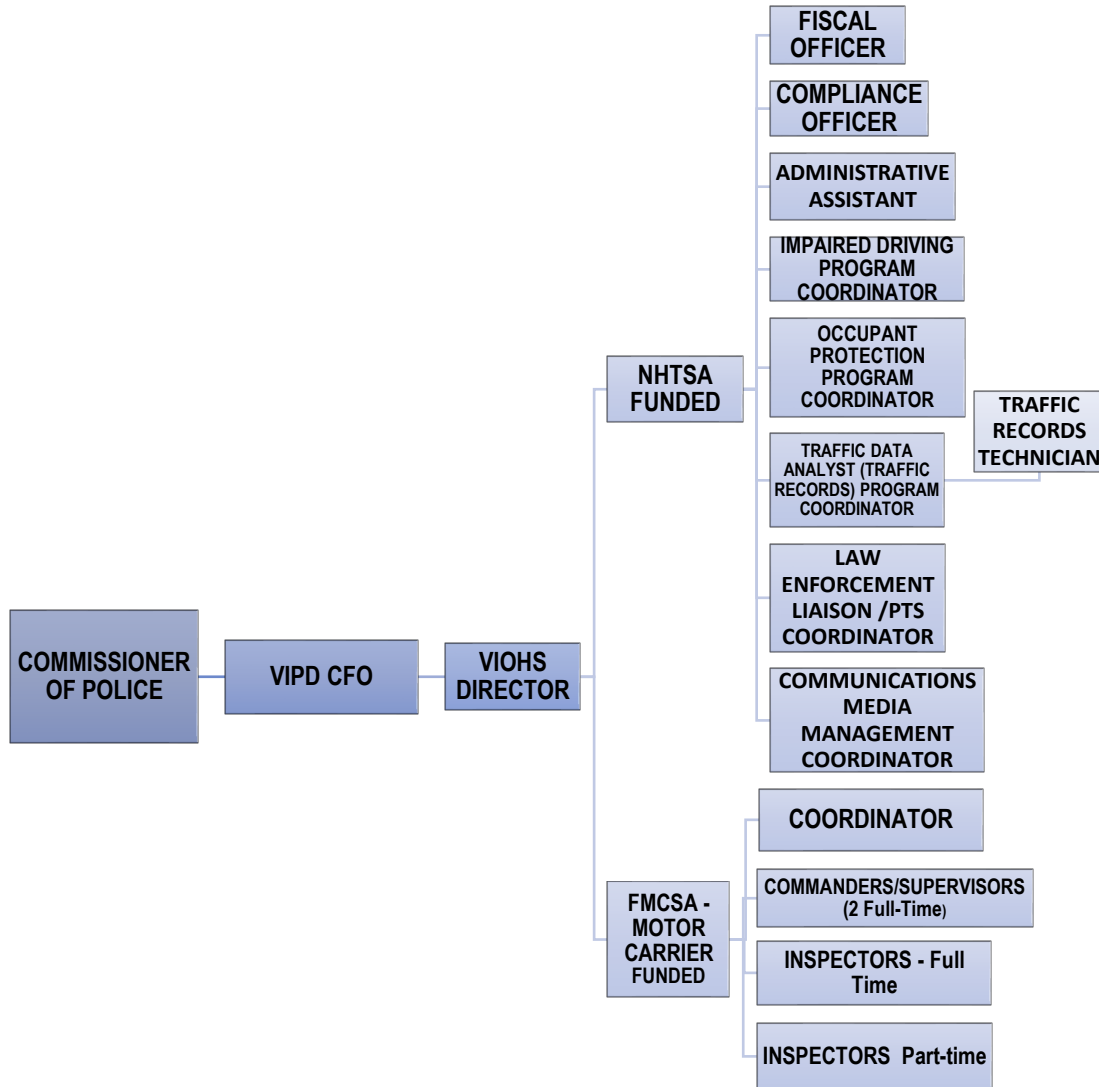 FISCAL
OFFICER
COMPLIANCE
OFFICER
ADMINISTRATIVE
ASSISTANT
IMPAIRED DRIVING
PROGRAM
COORDINATOR
OCCUPANT
PROTECTION
PROGRAM
COORDINATOR
NHTSA
FUNDED
TRAFFIC
RECORDS
TECHNICIAN
TRAFFIC DATA
ANALYST (TRAFFIC
RECORDS) PROGRAM
COORDINATOR
LAW
ENFORCEMENT
LIAISON /PTS
COORDINATOR
COMMISSIONER
OF POLICE
VIPD CFO
VIOHS
DIRECTOR
COMMUNICATIONS
MEDIA
MANAGEMENT
COORDINATOR
COORDINATOR
COMMANDERS/SUPERVISORS
(2 Full-Time)
FMCSA -
MOTOR
CARRIER
FUNDED
INSPECTORS - Full
Time
INSPECTORS Part-time